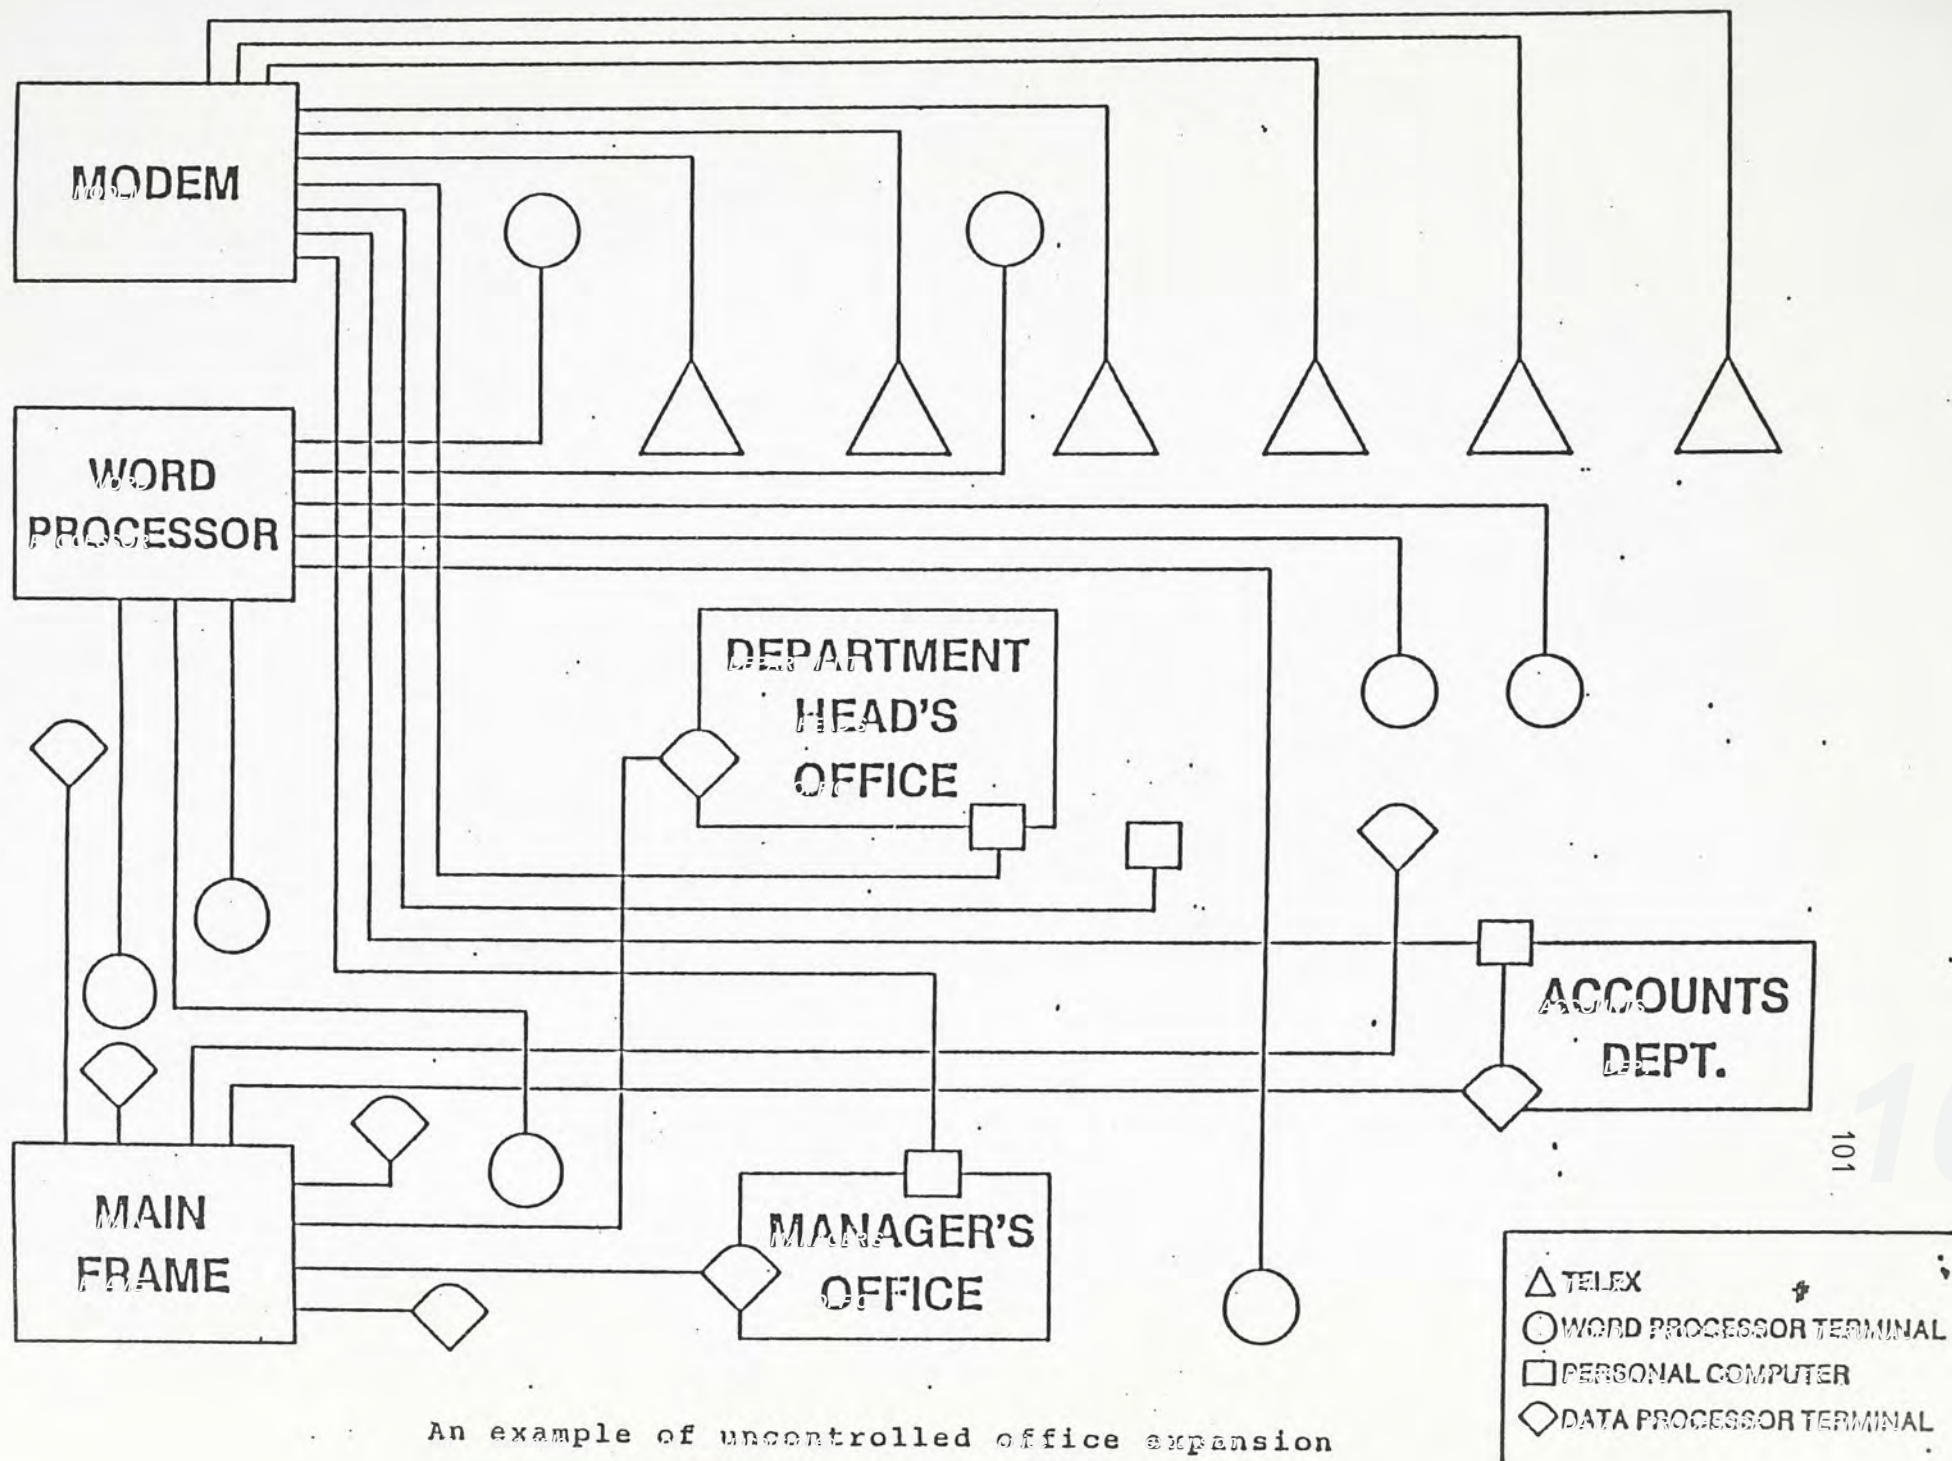 MODEM
WORD
PROCESSOR
DEPARTMENT
HEAD'S
OFFICE
ACCOUNTS
DEPT.
MAIN
FRAME
MANAGER'S
OFFICE
101
TELEX
WORD PROCESSOR TERMINAL
PERSONAL COMPUTER
DATA PROCESSOR TERMINAL
An example of uncontrolled office expansion